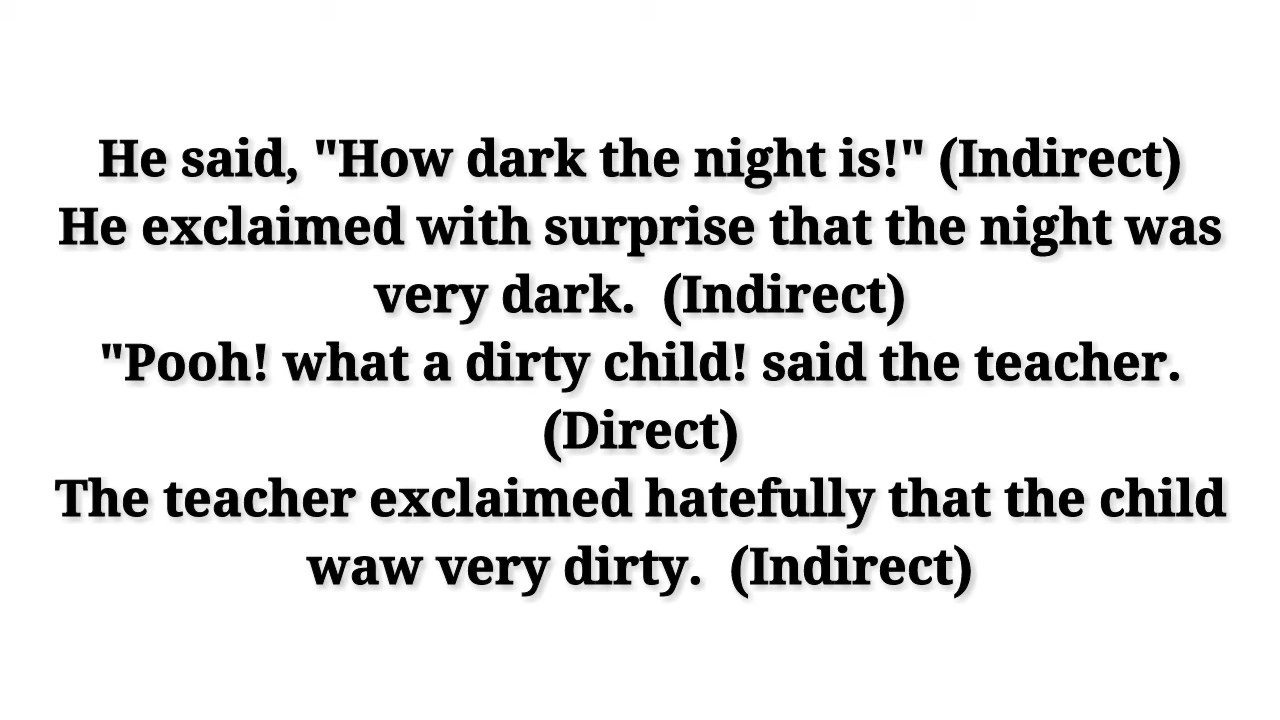 He said, "How dark the night is!" (Indirect)
He exclaimed with surprise that the night was
very dark.  (Indirect)
"Pooh! what a dirty child! said the teacher.
(Direct)
The teacher exclaimed hatefully that the child
waw very dirty.  (Indirect)